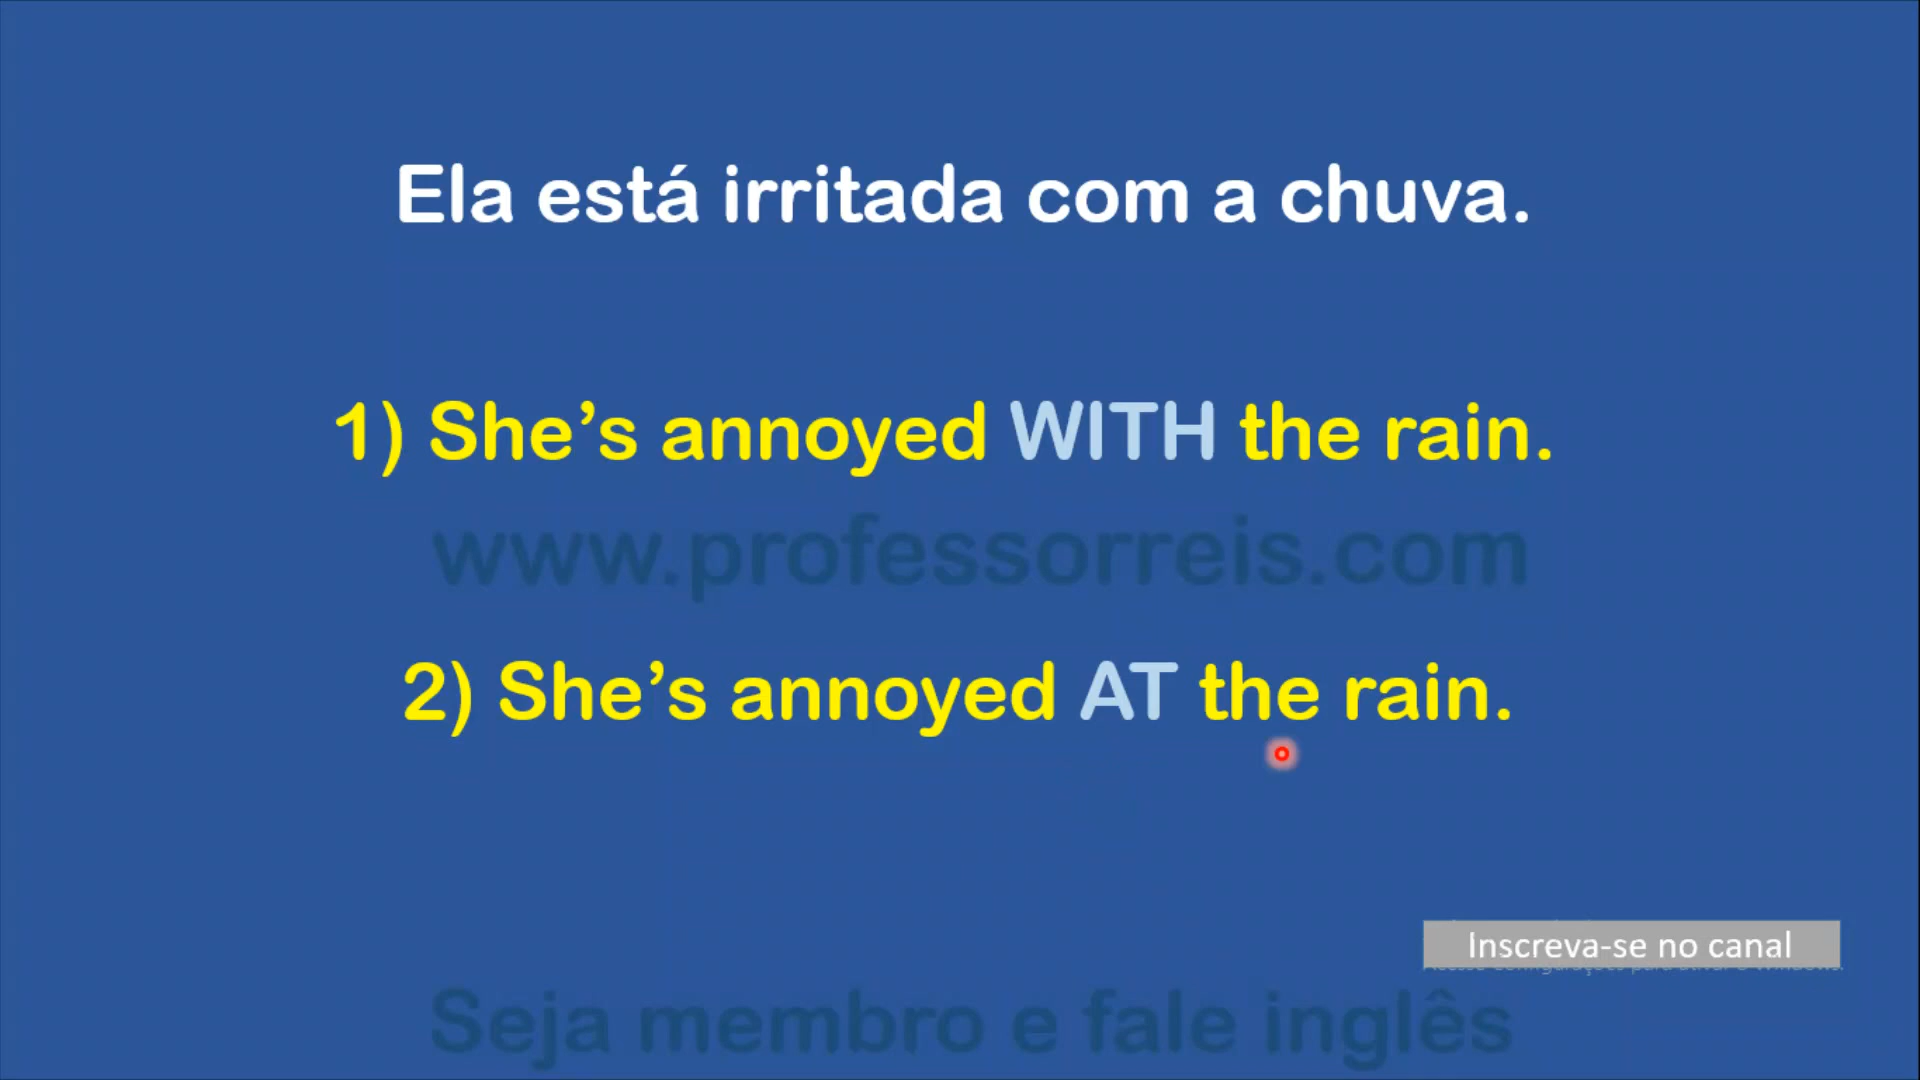 Ela está irritada com a chuva.
1) She’s annoyed WITH the rain.
www.professorreis.com
2) She’s annoyed AT the rain.
Inscreva-se no canal
Seja membro e fale inglês